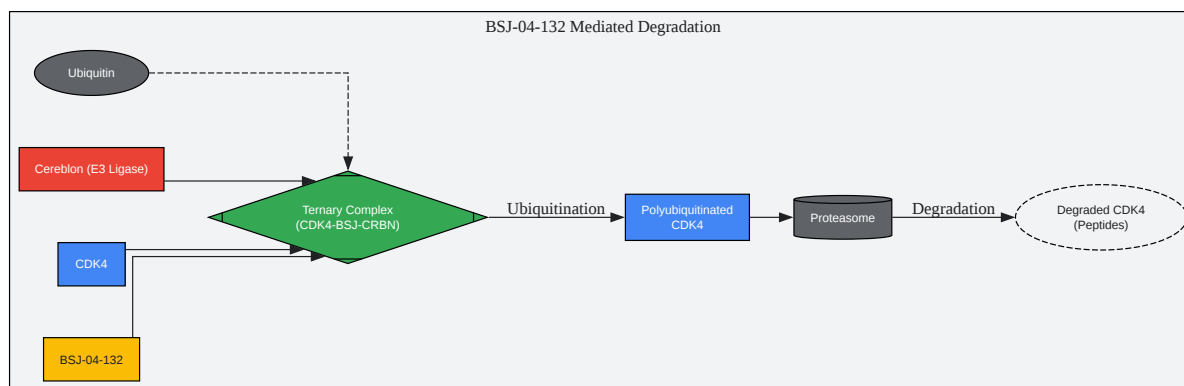 BSJ-04-132 Mediated Degradation
Ubiquitin
Cereblon (E3 Ligase)
CDK4
BSJ-04-132
Ternary Complex
(CDK4-BSJ-CRBN)
Ubiquitination
Polyubiquitinated
CDK4
Proteasome
Degradation
Degraded CDK4
(Peptides)